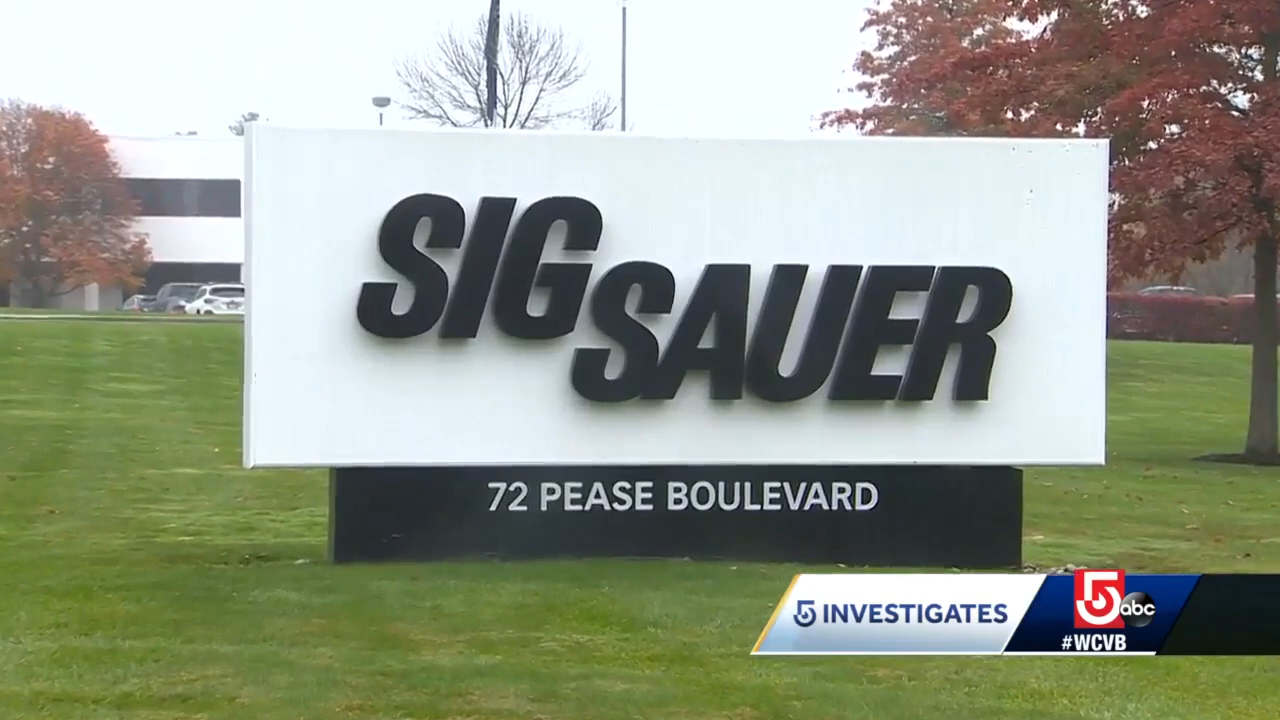 SIG
SAUER
72 PEASE BOULEVARD
5 INVESTIGATES
5 abc
#WCVB